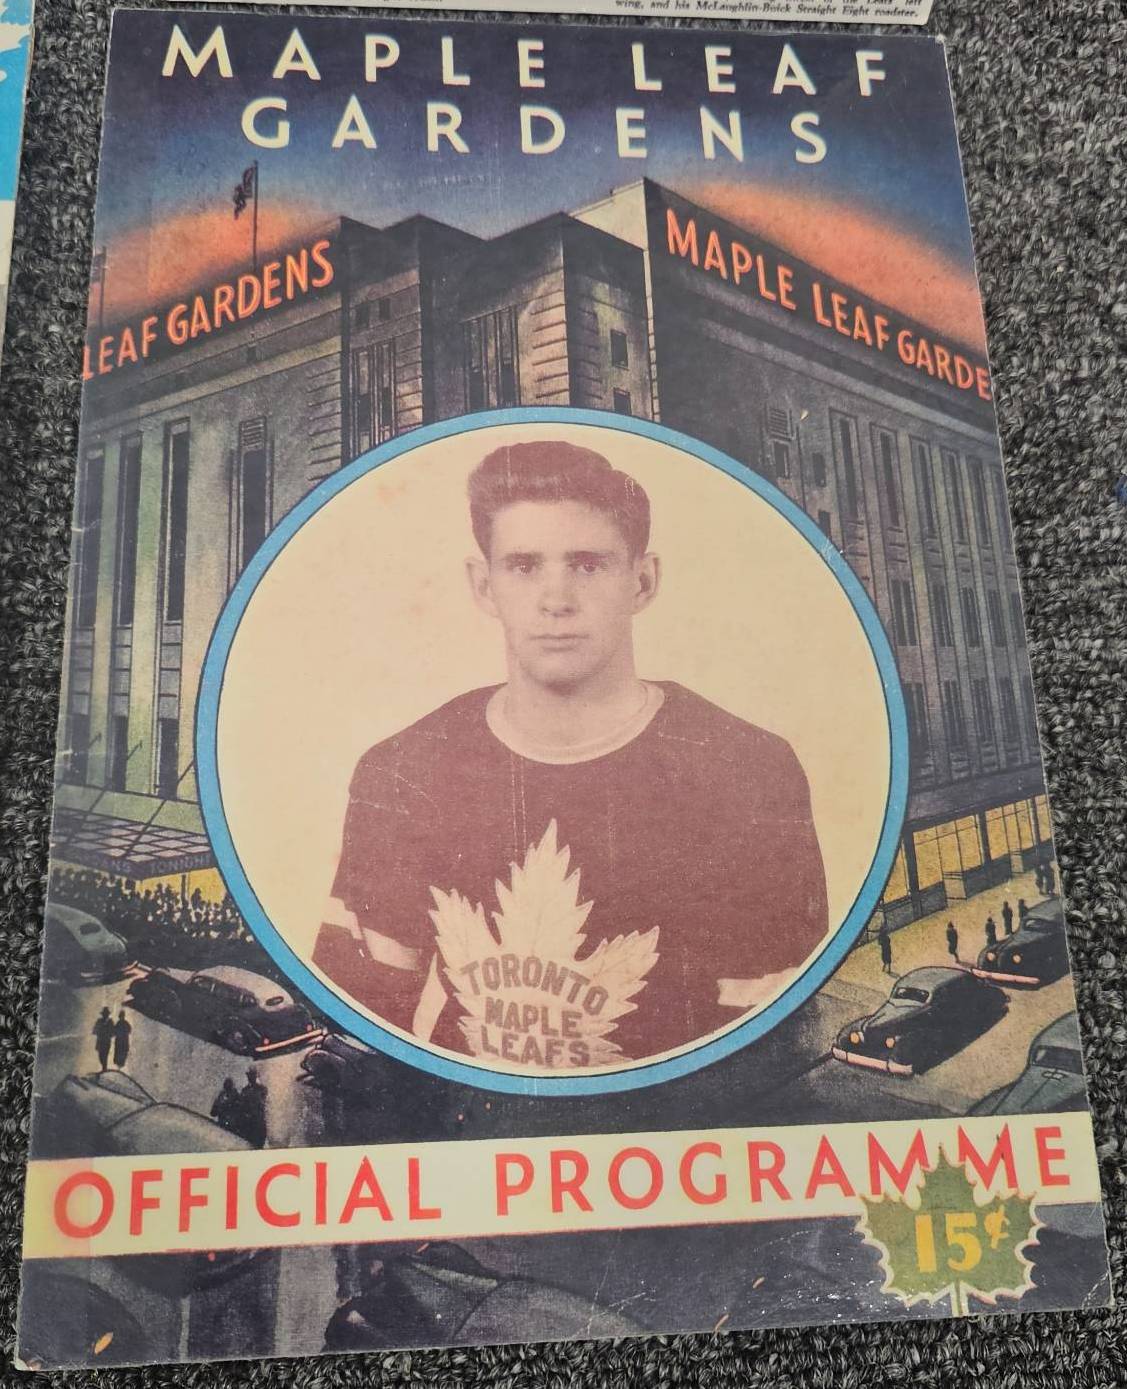 wing, and his McLaughlin-Buick Straight Eight roadster.
MAPLE LEAF
GARDENS
LEAF GARDENS
MAPLE LEAF GARDE
TORONTO
MAPLE
LEAFS
OFFICIAL PROGRAMME
15¢